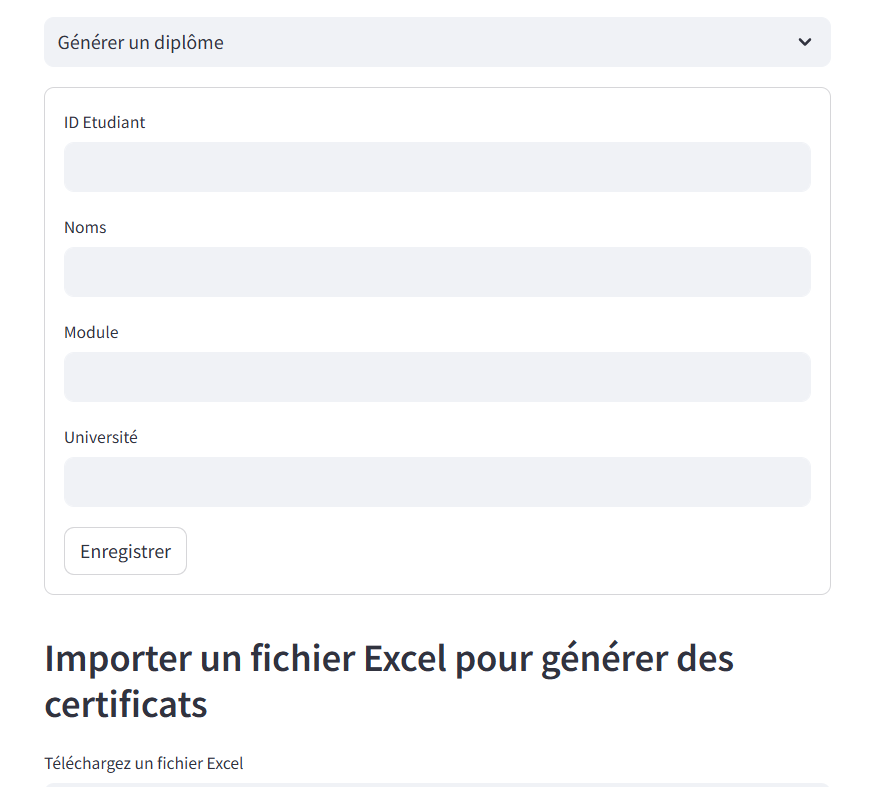 Générer un diplôme
ID Etudiant
Noms
Module
Université
Enregistrer
Importer un fichier Excel pour générer des
certificats
Téléchargez un fichier Excel